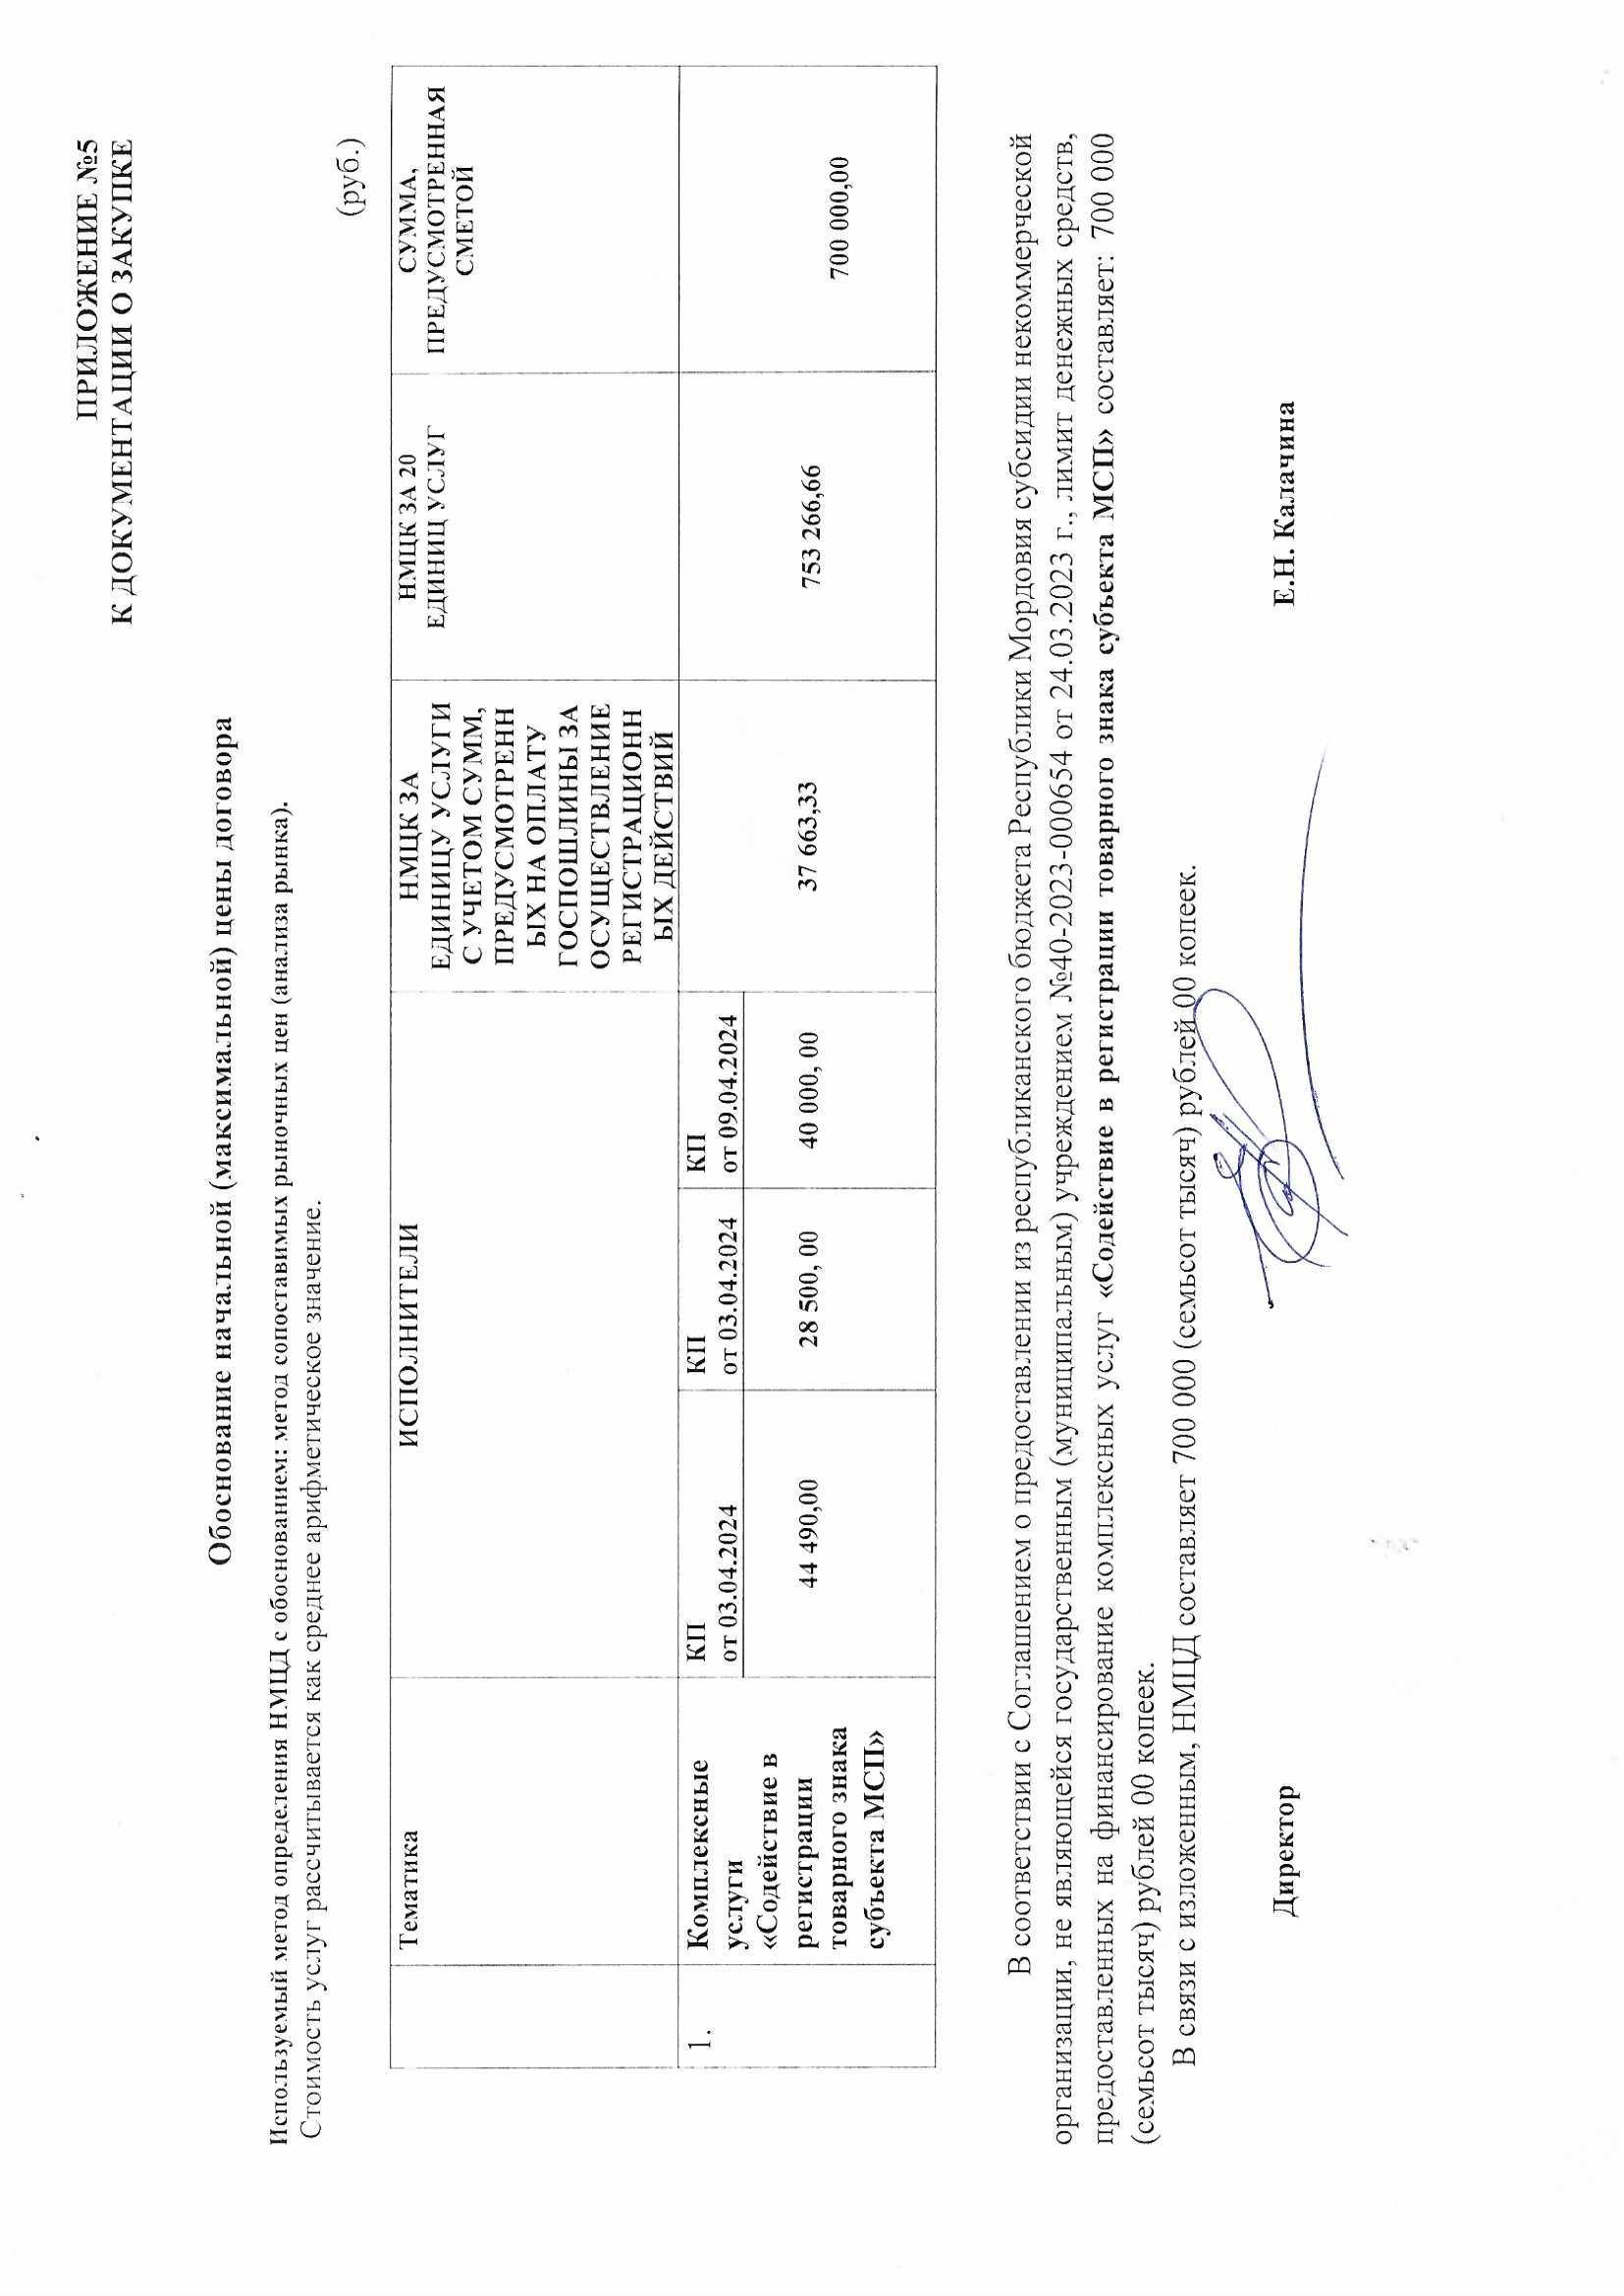 ПРИЛОЖЕНИЕ №5
К ДОКУМЕНТАЦИИ О ЗАКУПКЕ
Обоснование начальной (максимальной) цены договора
Используемый метод определения НМЦД с обоснованием: метод сопоставимых рыночных цен (анализа рынка).
Стоимость услуг рассчитывается как среднее арифметическое значение.
(руб.)
Тематика
ИСПОЛНИТЕЛИ
НМЦК ЗА
ЕДИНИЦУ УСЛУГИ
С УЧЕТОМ СУММ,
ПРЕДУСМОТРЕНН
ЫХ НА ОПЛАТУ
ГОСПОШЛИНЫ ЗА
ОСУЩЕСТВЛЕНИЕ
РЕГИСТРАЦИОНН
ЫХ ДЕЙСТВИЙ
НМЦК ЗА 20
ЕДИНИЦ УСЛУГ
СУММА,
ПРЕДУСМОТРЕННАЯ
СМЕТОЙ
1.
Комплексные
услуги
«Содействие в
регистрации
товарного знака
субъекта МСП»
КП
от 03.04.2024
КП
от 03.04.2024
КП
от 09.04.2024
44 490,00
28 500, 00
40 000, 00
37 663,33
753 266,66
700 000,00
В соответствии с Соглашением о предоставлении из республиканского бюджета Республики Мордовия субсидии некоммерческой
организации, не являющейся государственным (муниципальным) учреждением №40-2023-000654 от 24.03.2023 г., лимит денежных средств,
предоставленных на финансирование комплексных услуг «Содействие в регистрации товарного знака субъекта МСП» составляет: 700 000
(семьсот тысяч) рублей 00 копеек.
В связи с изложенным, НМЦД составляет 700 000 (семьсот тысяч) рублей 00 копеек.
Директор
Е.Н. Калачина